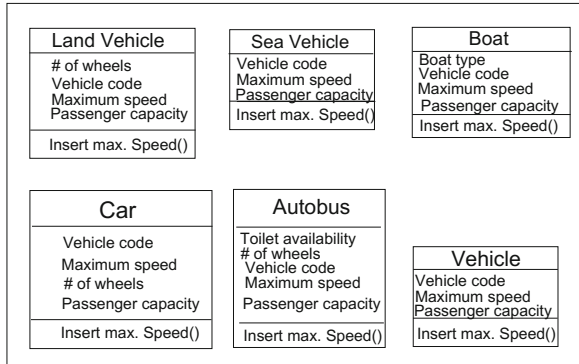 Land Vehicle
# of wheels
Vehicle code
Maximum speed
Passenger capacity
Insert max. Speed()
Sea Vehicle
Vehicle code
Maximum speed
Passenger capacity
Insert max. Speed()
Boat
Boat type
Vehicle code
Maximum speed
Passenger capacity
Insert max. Speed()
Car
Vehicle code
Maximum speed
# of wheels
Passenger capacity
Insert max. Speed()
Autobus
Toilet availability
# of wheels
Vehicle code
Maximum speed
Passenger capacity
Insert max. Speed()
Vehicle
Vehicle code
Maximum speed
Passenger capacity
Insert max. Speed()